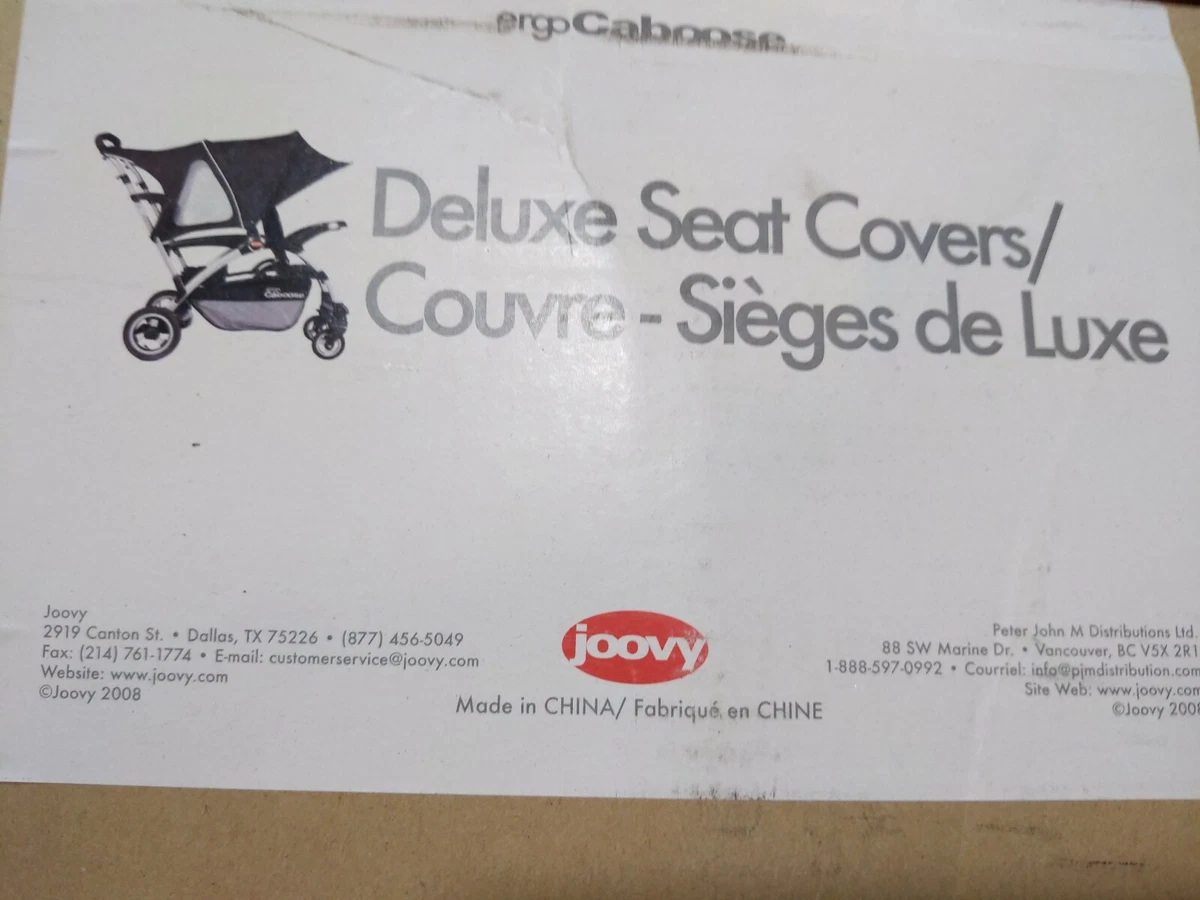 ergoCaboose
Deluxe Seat Covers/
Couvre - Sièges de Luxe
Caboose
Joovy
2919 Canton St. • Dallas, TX 75226 • (877) 456-5049
Fax: (214) 761-1774 • E-mail: customerservice@joovy.com
Website: www.joovy.com
©Joovy 2008
joovy
Made in CHINA/ Fabriqué en CHINE
Peter John M Distributions Ltd.
88 SW Marine Dr. • Vancouver, BC V5X 2R1
1-888-597-0992 • Courriel: info@pjmdistribution.com
Site Web: www.joovy.com
©Joovy 2008